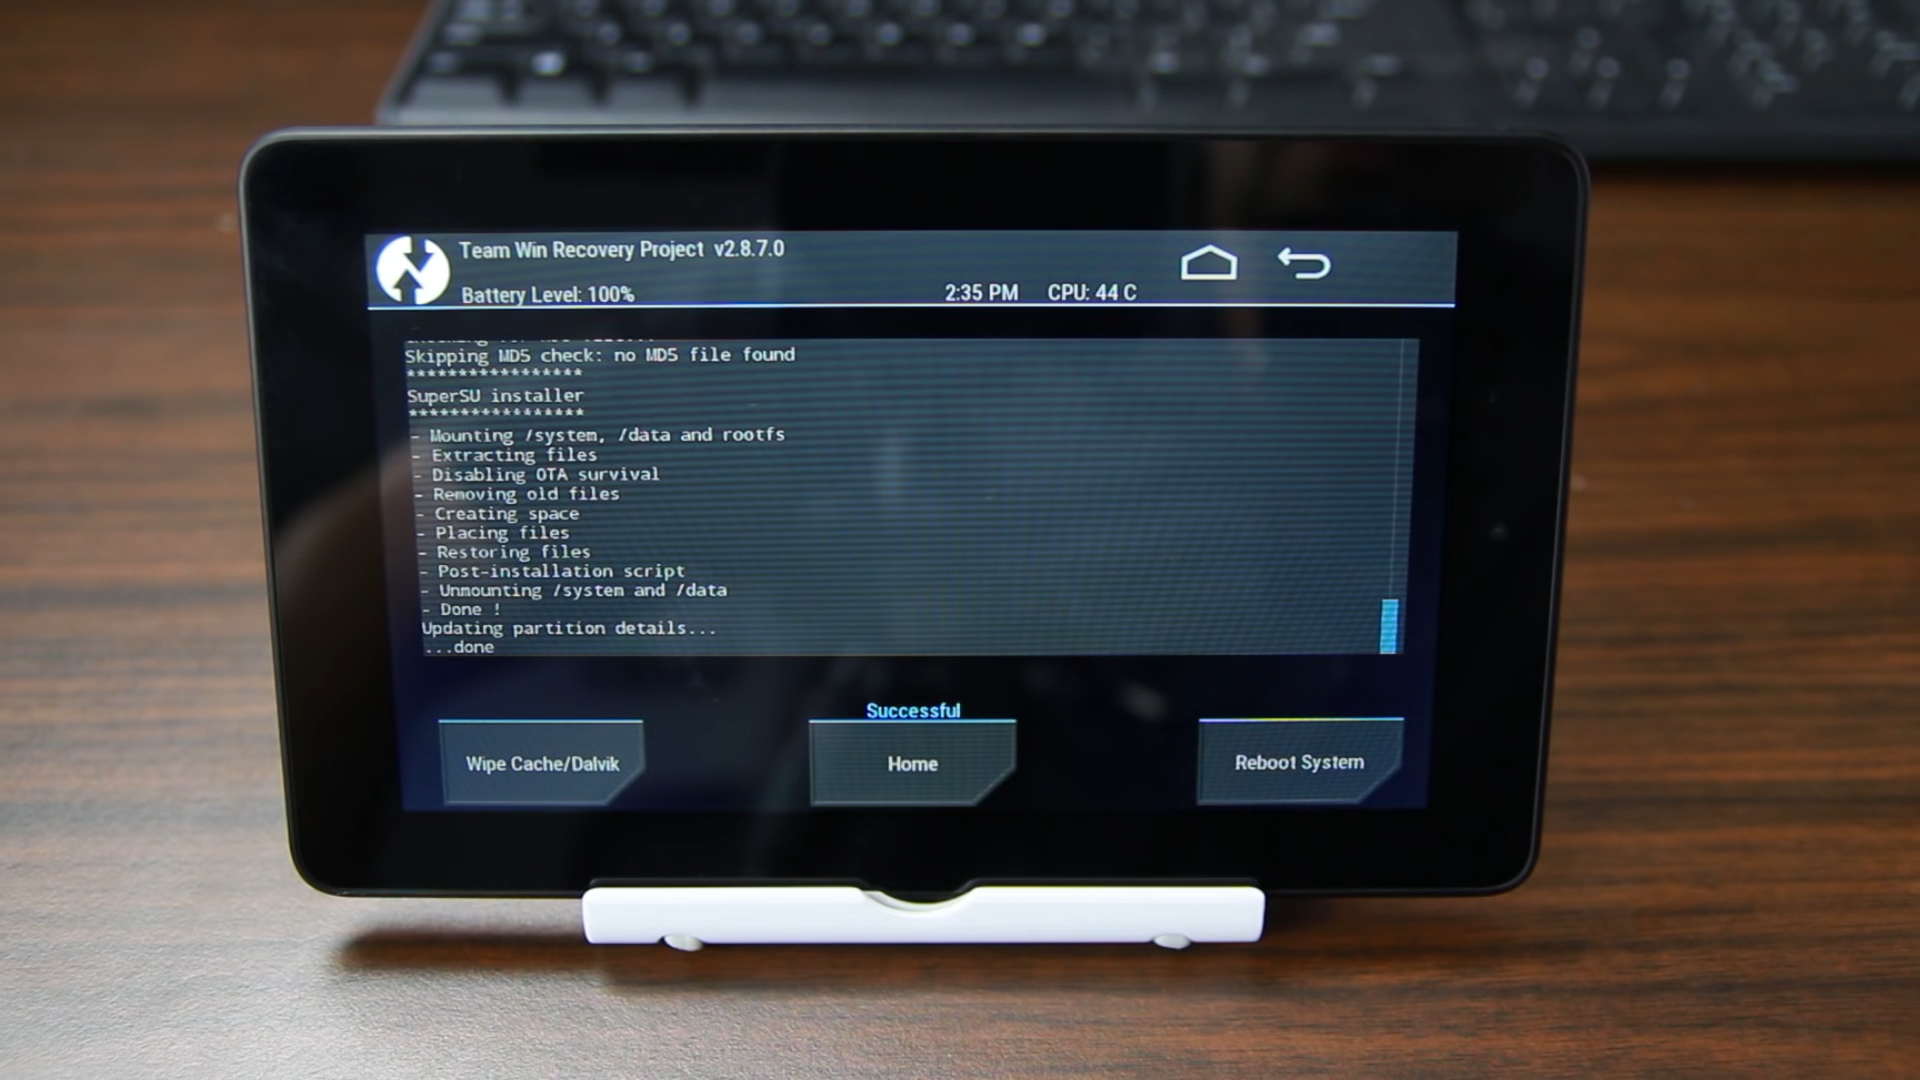 Team Win Recovery Project v2.8.7.0
Battery Level: 100%
2:35 PM CPU: 44 C
Skipping MD5 check: no MD5 file found
*****************
SuperSU installer
*****************
- Mounting /system, /data and rootfs
- Extracting files
- Disabling OTA survival
- Removing old files
- Creating space
- Placing files
- Restoring files
- Post-installation script
- Unmounting /system and /data
- Done !
Updating partition details...
...done
Successful
Wipe Cache/Dalvik
Home
Reboot System